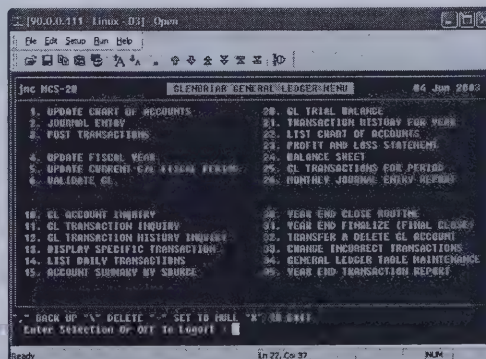 [90.0.0.111 Linux - 03] Open
File Edit Setup Run Help
jnc MCS-20 GLENBRIAR GENERAL LEDGER MENU 04 Jun 2003
1. UPDATE CHART OF ACCOUNTS 20. GL TRIAL BALANCE
2. JOURNAL ENTRY 21. TRANSACTION HISTORY FOR YEAR
3. POST TRANSACTIONS 22. LIST CHART OF ACCOUNTS
23. PROFIT AND LOSS STATEMENT
4. UPDATE FISCAL YEAR 24. BALANCE SHEET
5. UPDATE CURRENT FISCAL PERIOD 25. GL TRANSACTIONS FOR PERIOD
6. VALIDATE GL 26. MONTHLY JOURNAL ENTRY REPORT
10. GL ACCOUNT INQUIRY 30. YEAR END CLOSE ROUTINE
11. GL TRANSACTION INQUIRY 31. YEAR END FINALIZE (FINAL CLOSE)
12. GL TRANSACTION HISTORY INQUIRY 32. TRANSFER & DELETE GL ACCOUNT
13. DISPLAY SPECIFIC TRANSACTION 33. CHANGE INCORRECT TRANSACTIONS
14. LIST DAILY TRANSACTIONS 34. GENERAL LEDGER TABLE MAINTENANCE
15. ACCOUNT SUMMARY BY SOURCE 35. YEAR END TRANSACTION REPORT
"," BACK UP "\" DELETE "-" SET TO NULL "X" TO EXIT
Enter Selection Or Off To Logoff :
Ready Ln 22, Col 37 NUM